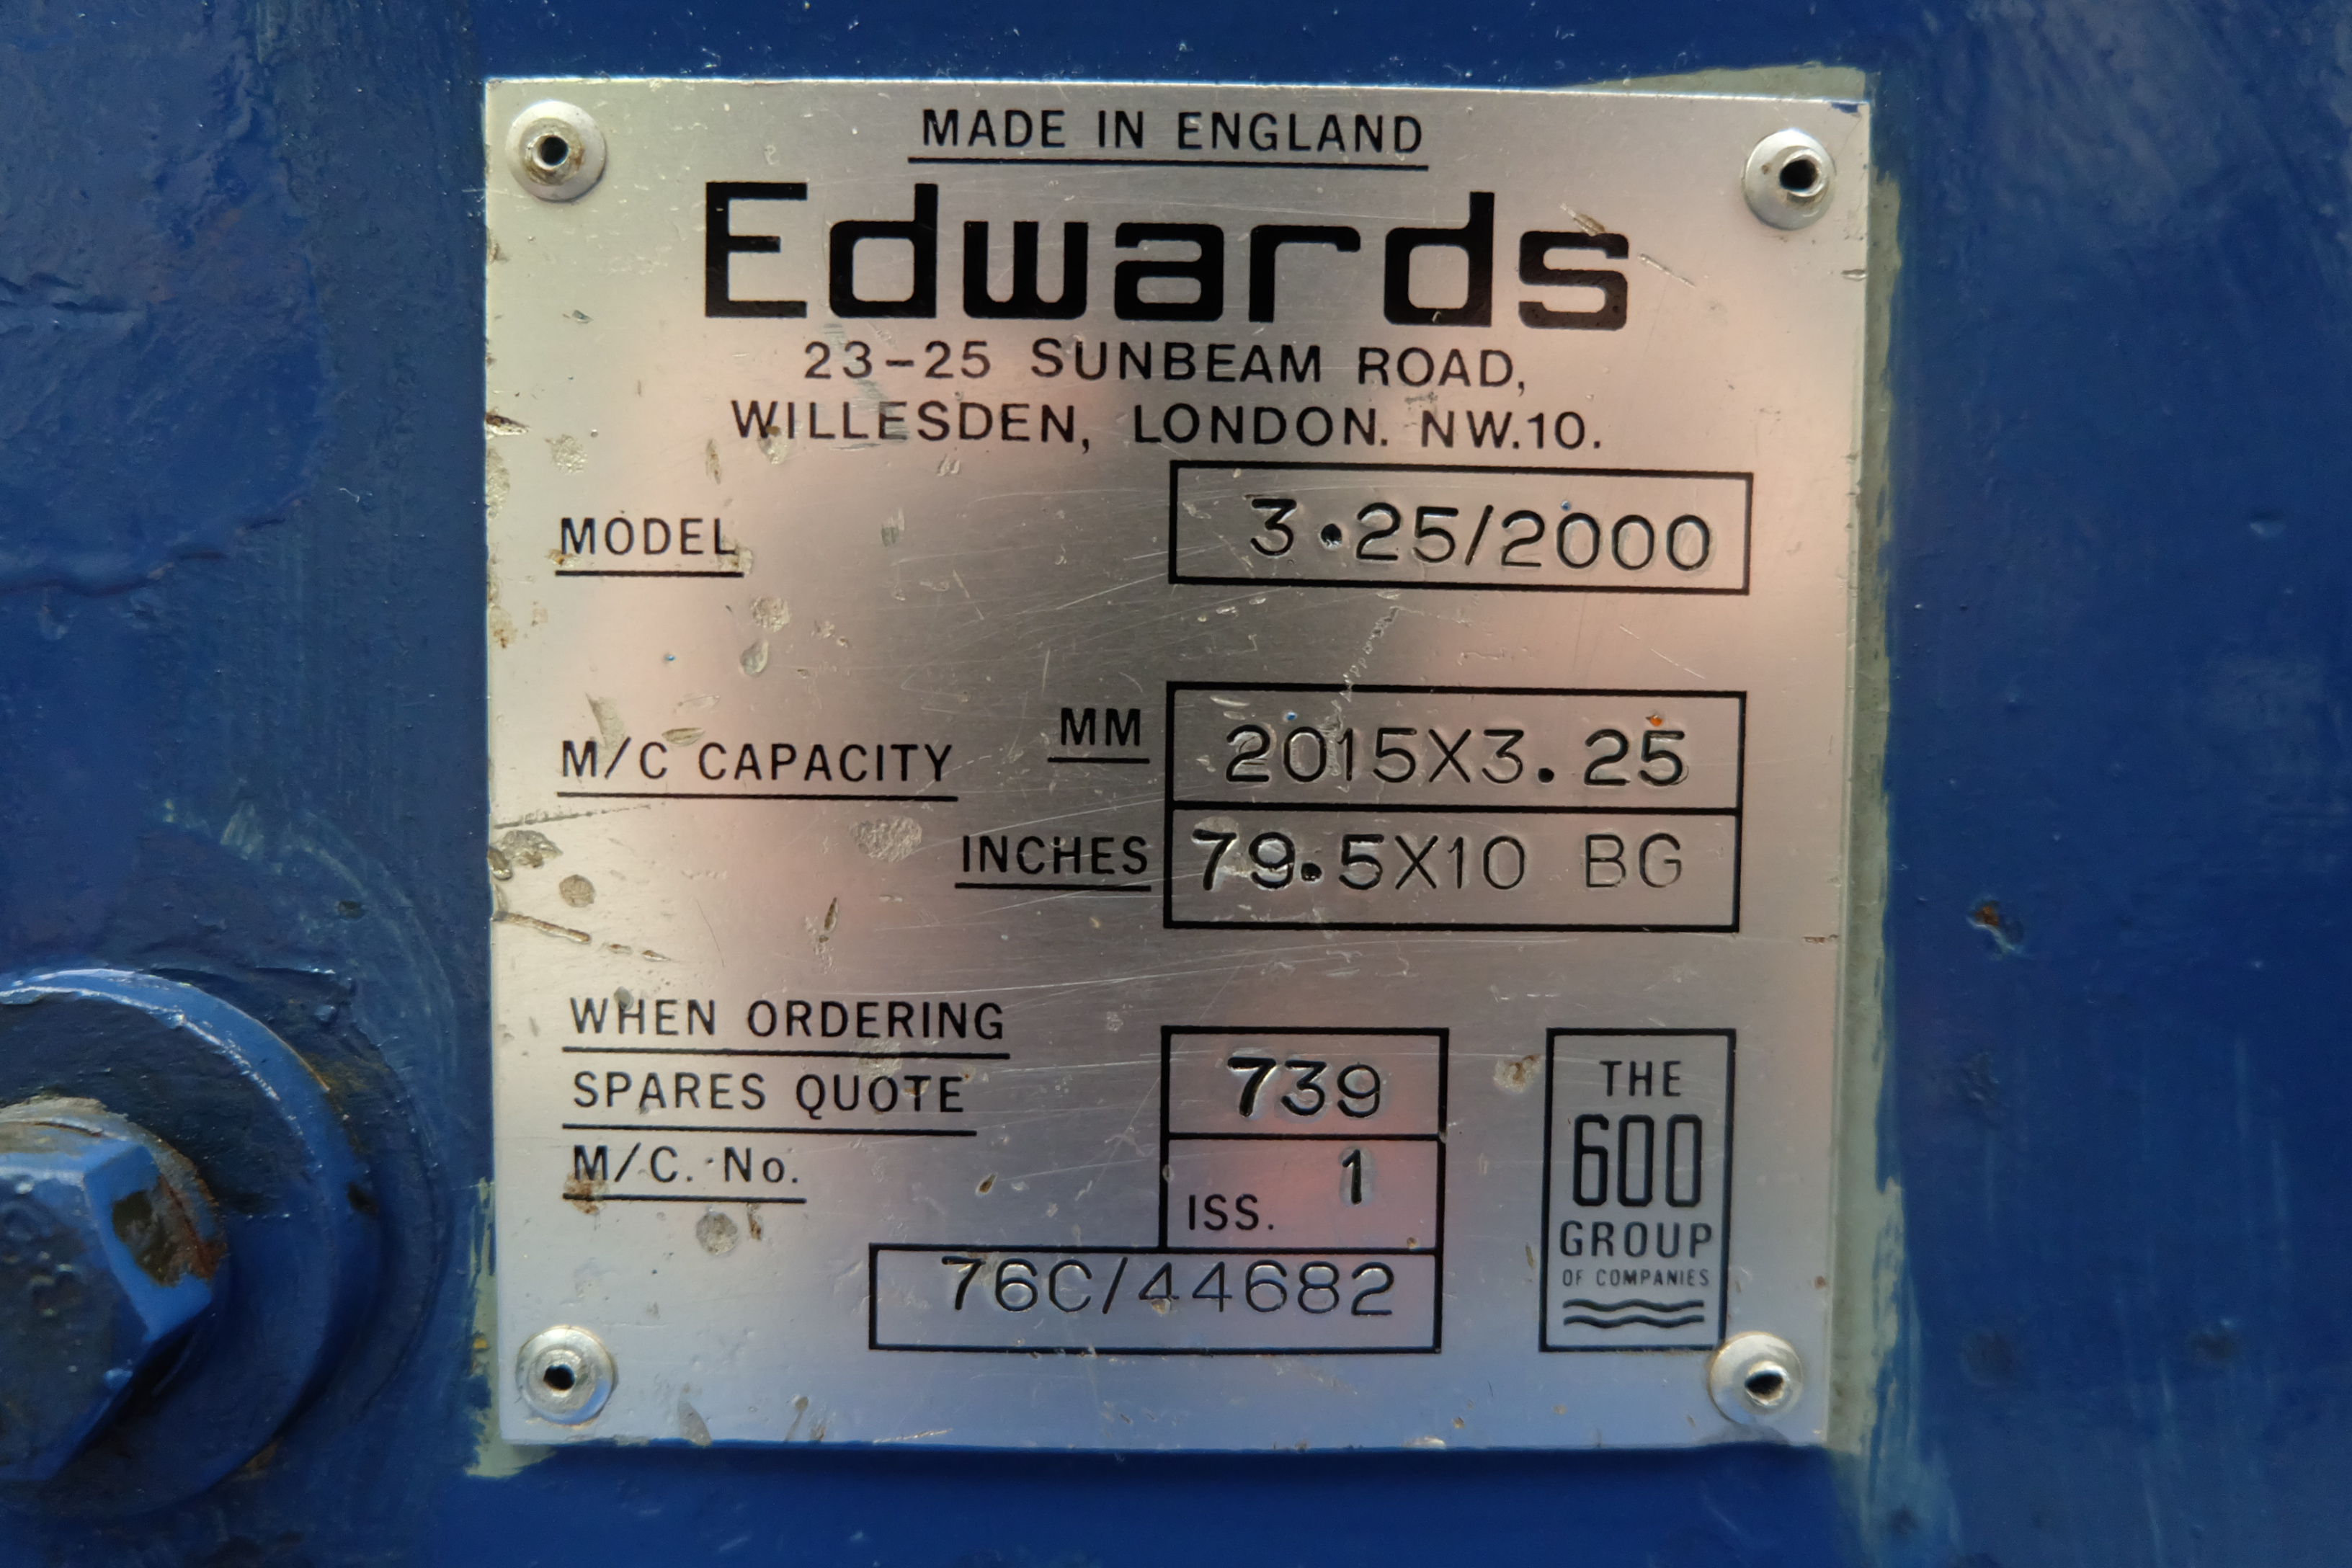 MADE IN ENGLAND
Edwards
23-25 SUNBEAM ROAD,
WILLESDEN, LONDON. NW.10.
MODEL 3.25/2000
M/C CAPACITY MM 2015X3.25
INCHES 79.5X10 BG
WHEN ORDERING
SPARES QUOTE 739
M/C. No. ISS. 1
76C/44682
THE
600
GROUP
OF COMPANIES